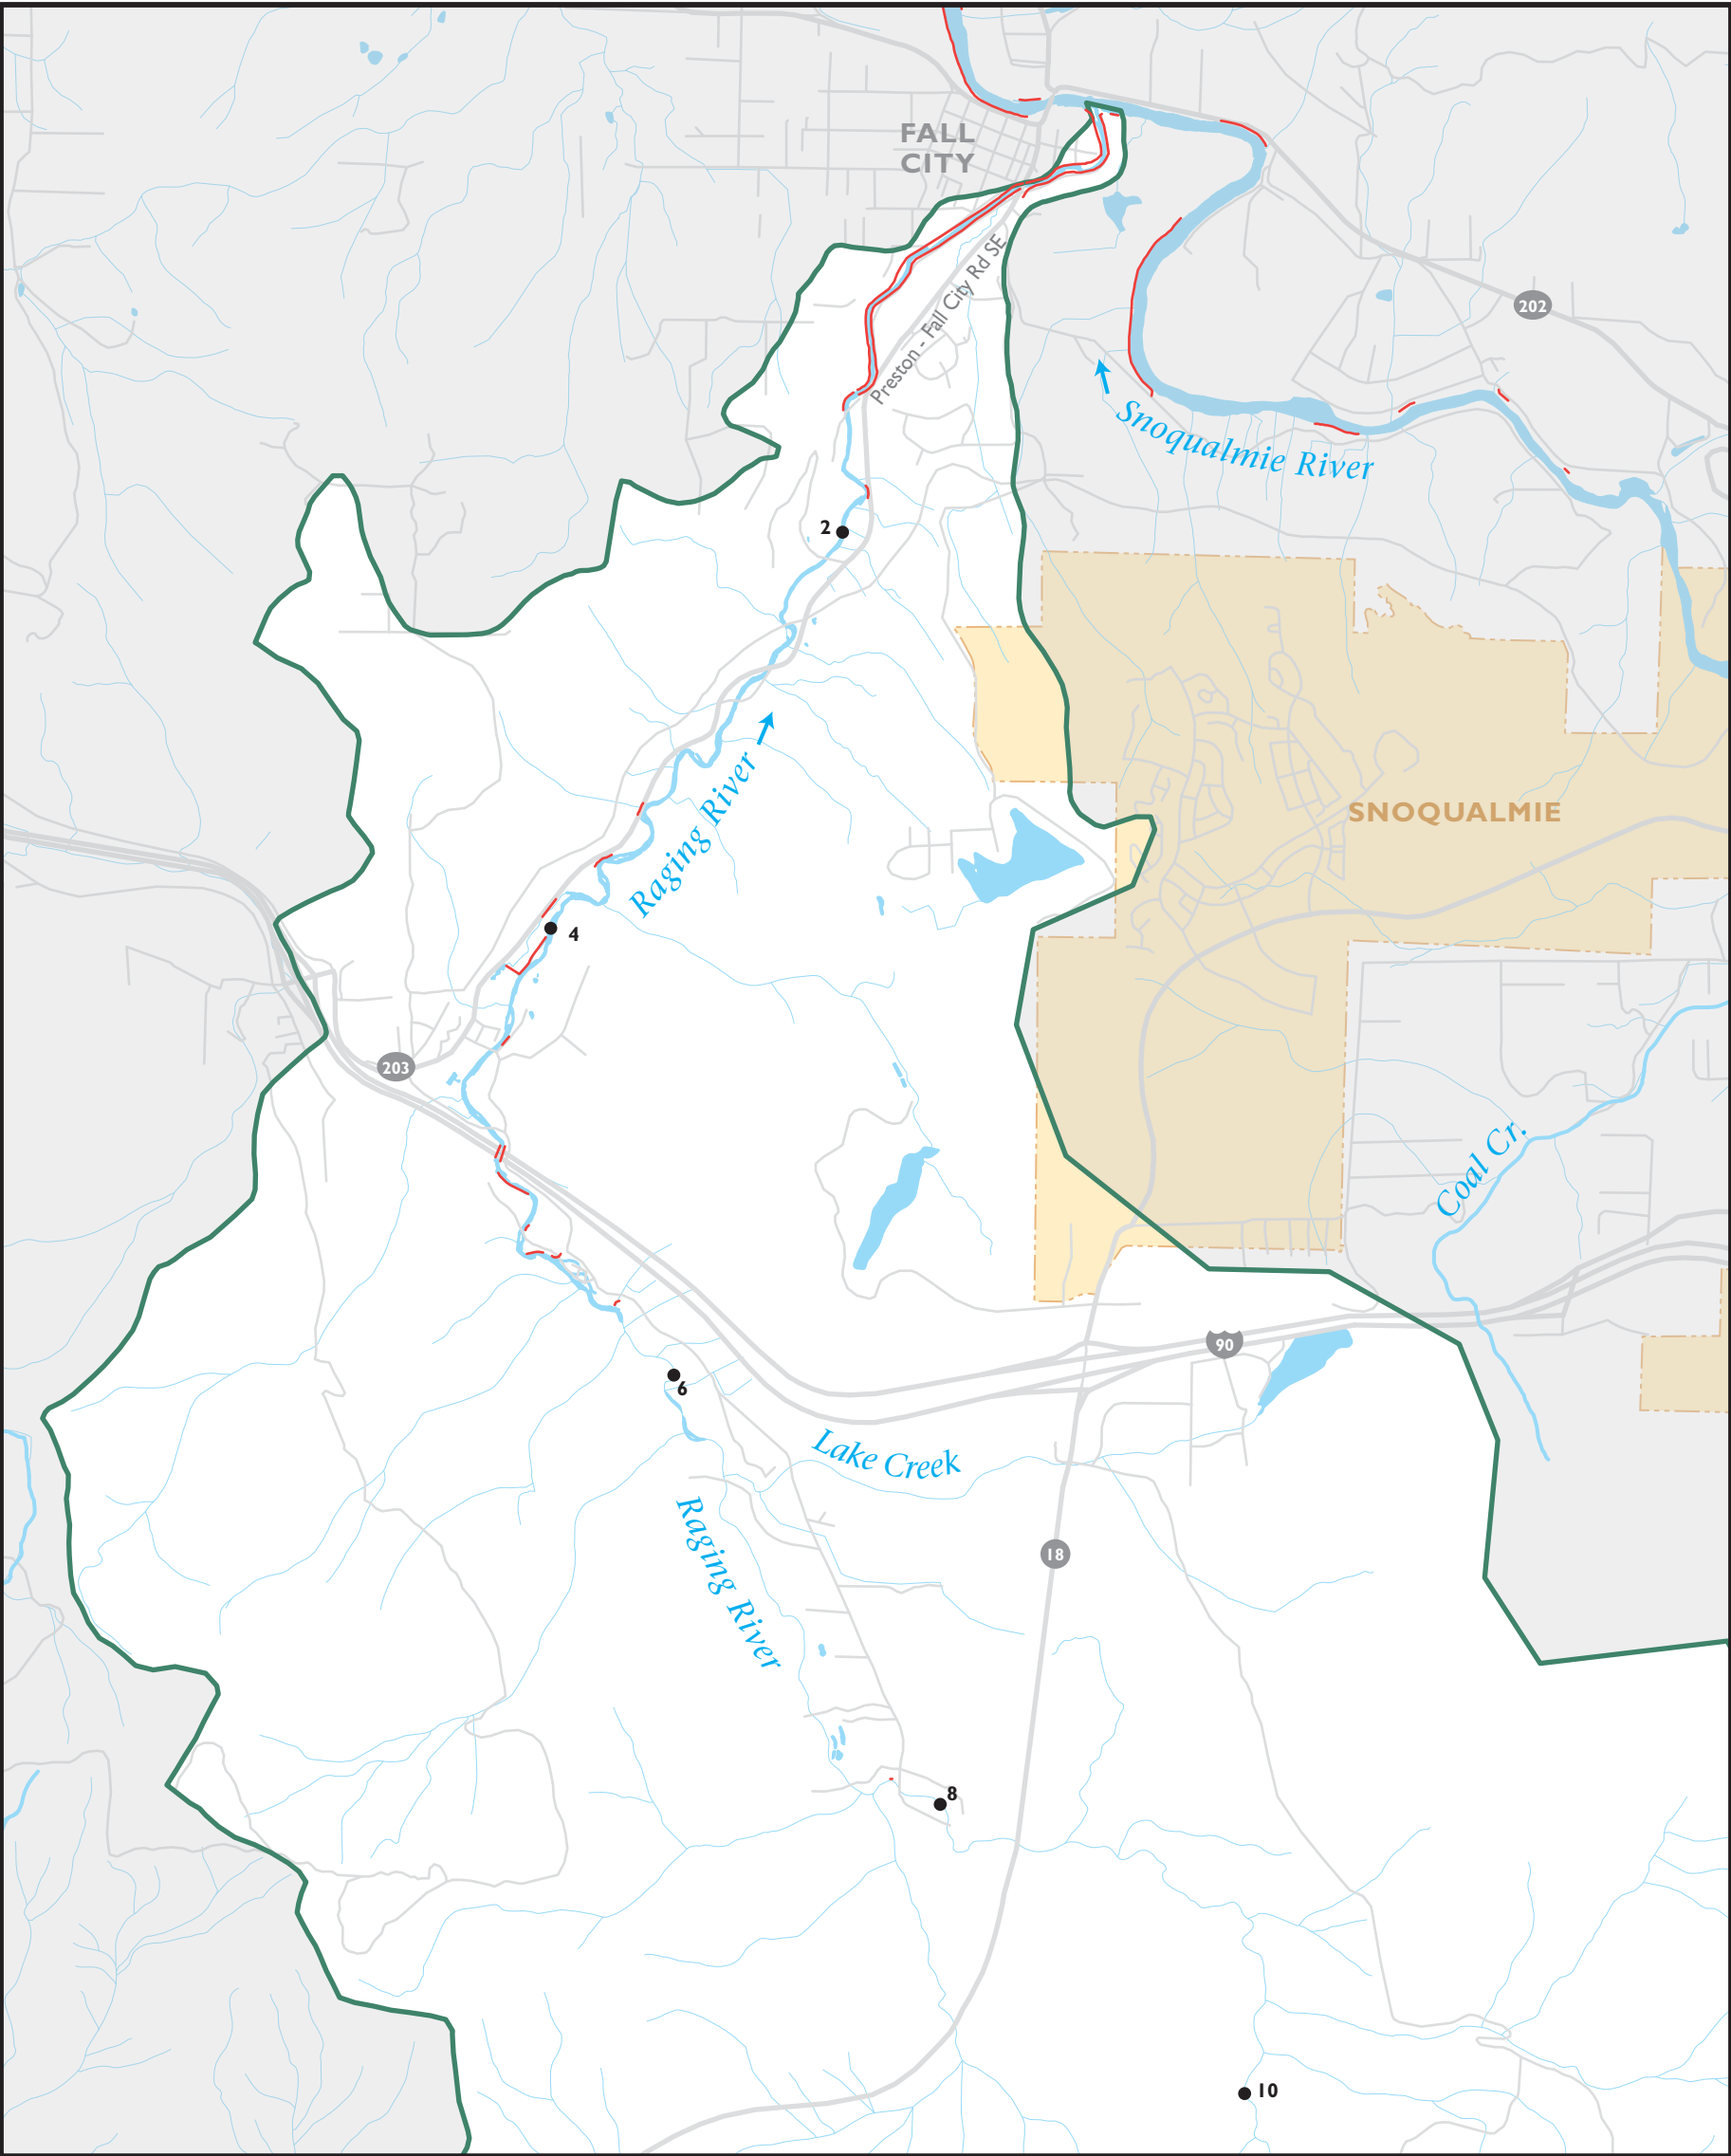 FALL
CITY
Preston - Fall City Rd SE
202
Snoqualmie River
2
Raging River
SNOQUALMIE
4
203
Coal Cr.
90
6
Lake Creek
Raging River
18
8
10